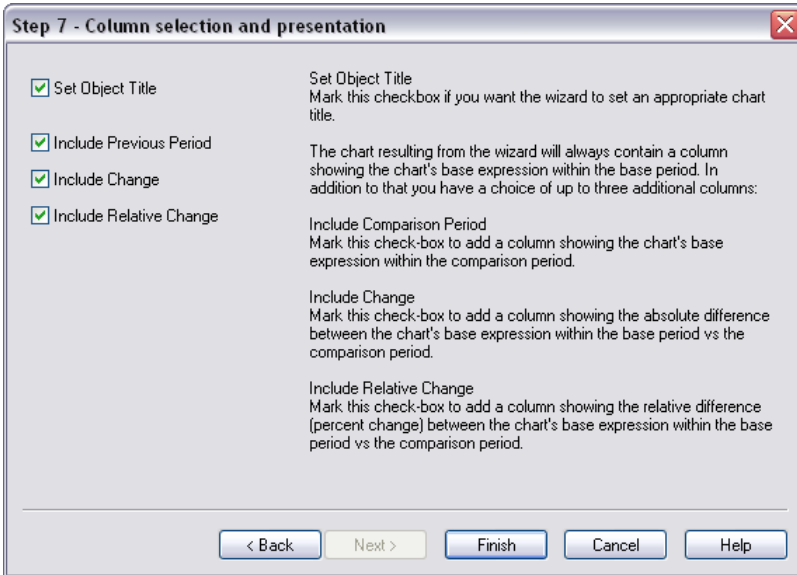 Step 7 - Column selection and presentation
Set Object Title
Include Previous Period
Include Change
Include Relative Change
Set Object Title
Mark this checkbox if you want the wizard to set an appropriate chart
title.
The chart resulting from the wizard will always contain a column
showing the chart's base expression within the base period. In
addition to that you have a choice of up to three additional columns:
Include Comparison Period
Mark this check-box to add a column showing the chart's base
expression within the comparison period.
Include Change
Mark this check-box to add a column showing the absolute difference
between the chart's base expression within the base period vs the
comparison period.
Include Relative Change
Mark this check-box to add a column showing the relative difference
(percent change) between the chart's base expression within the base
period vs the comparison period.
< Back
Next >
Finish
Cancel
Help